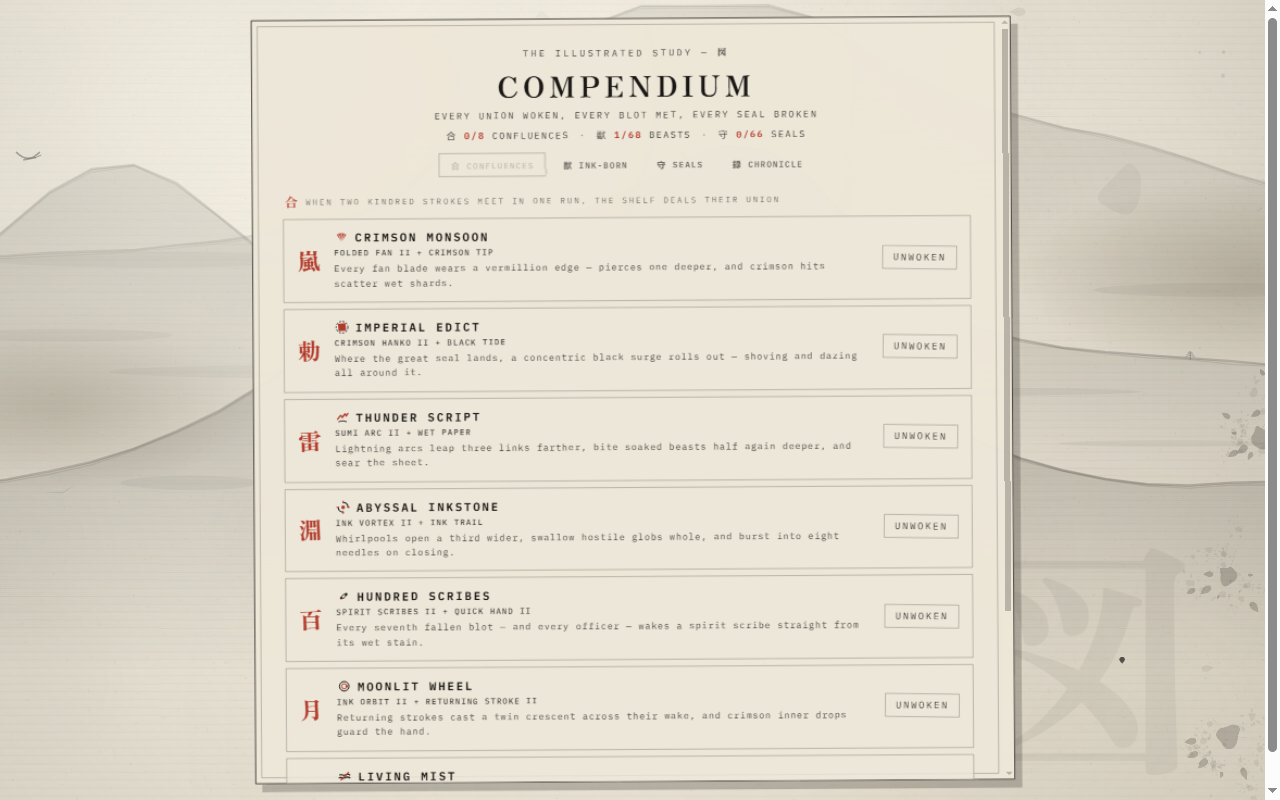 THE ILLUSTRATED STUDY —
COMPENDIUM
EVERY UNION WOKEN, EVERY BLOT MET, EVERY SEAL BROKEN
合 0/8 CONFLUENCES · 獣 1/68 BEASTS · 守 0/66 SEALS
合 CONFLUENCES 獣 INK-BORN 守 SEALS CHRONICLE
合 WHEN TWO KINDRED STROKES MEET IN ONE RUN, THE SHELF DEALS THEIR UNION
嵐
CRIMSON MONSOON
FOLDED FAN II + CRIMSON TIP
Every fan blade wears a vermillion edge — pierces one deeper, and crimson hits
scatter wet shards.
UNWOKEN
勅
IMPERIAL EDICT
CRIMSON HANKO II + BLACK TIDE
Where the great seal lands, a concentric black surge rolls out — shoving and dazing
all around it.
UNWOKEN
雷
THUNDER SCRIPT
SUMI ARC II + WET PAPER
Lightning arcs leap three links farther, bite soaked beasts half again deeper, and
sear the sheet.
UNWOKEN
淵
ABYSSAL INKSTONE
INK VORTEX II + INK TRAIL
Whirlpools open a third wider, swallow hostile globs whole, and burst into eight
needles on closing.
UNWOKEN
百
HUNDRED SCRIBES
SPIRIT SCRIBES II + QUICK HAND II
Every seventh fallen blot — and every officer — wakes a spirit scribe straight from
its wet stain.
UNWOKEN
月
MOONLIT WHEEL
INK ORBIT II + RETURNING STROKE II
Returning strokes cast a twin crescent across their wake, and crimson inner drops
guard the hand.
UNWOKEN
LIVING MIST
図